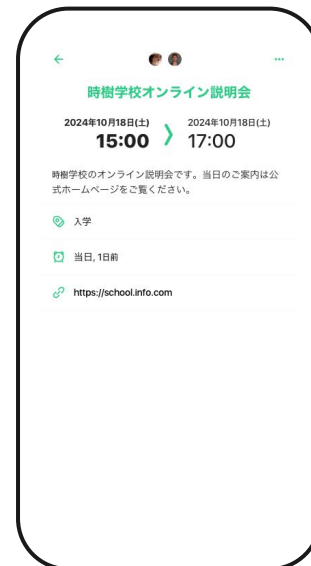 時樹学校オンライン説明会
2024年10月18日(土)
15:00
2024年10月18日(土)
17:00
時樹学校のオンライン説明会です。当日のご案内は公
式ホームページをご覧ください。
入学
当日, 1日前
https://school.info.com